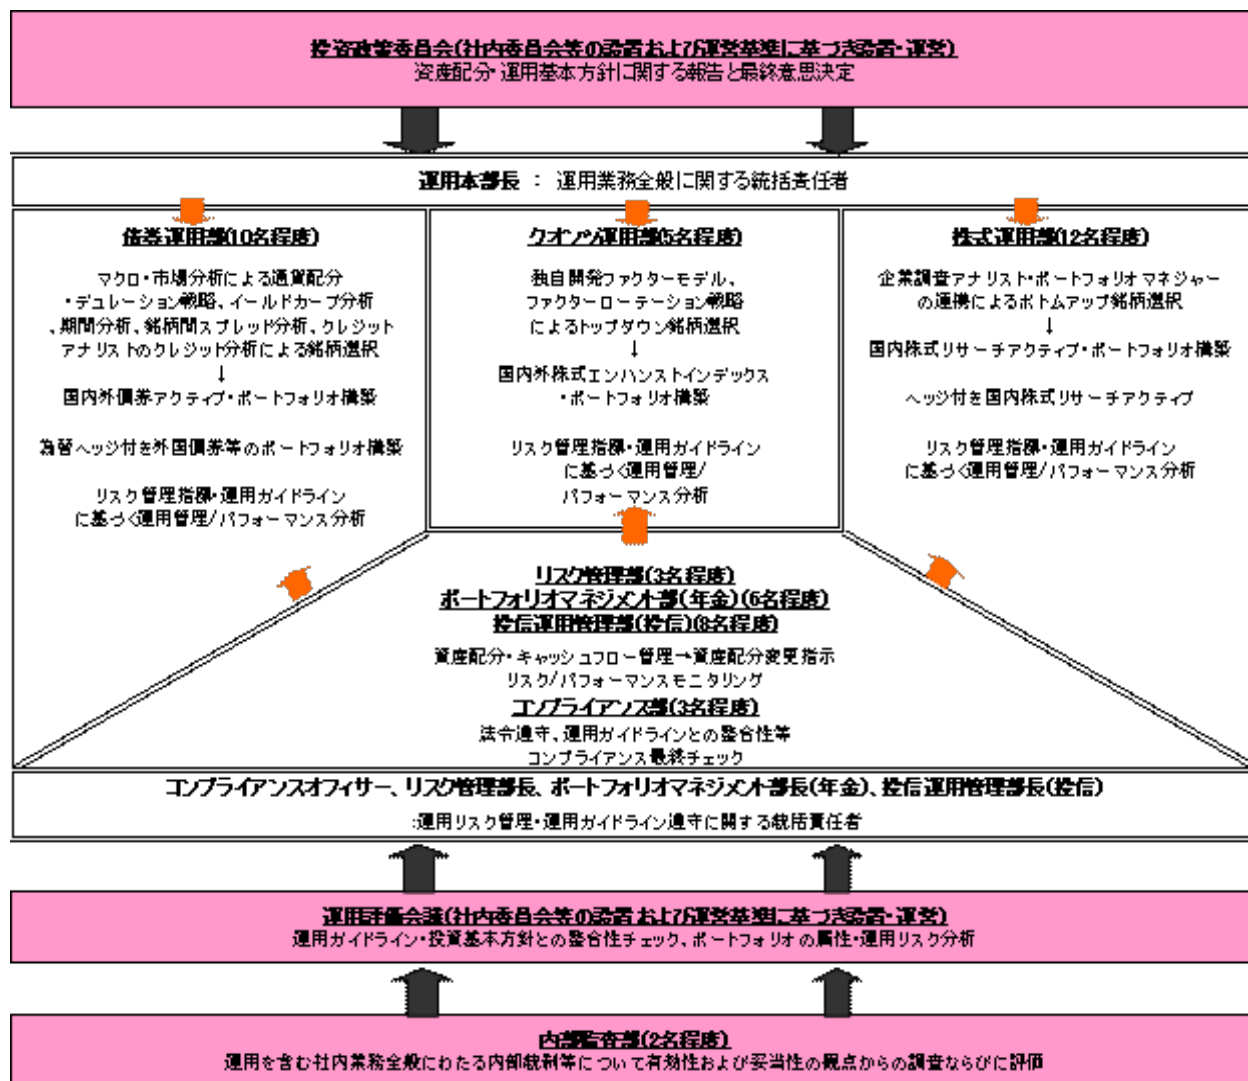 投資政策委員会(社内委員会等の設置および運営基準に基づき設置・運営)
資産配分・運用基本方針に関する報告と最終意思決定
運用本部長 ： 運用業務全般に関する統括責任者
債券運用部(10名程度)
マクロ・市場分析による通貨配分
・デュレーション戦略、イールドカーブ分析
、期間分析、銘柄間スプレッド分析、クレジット
アナリストのクレジット分析による銘柄選択
↓
国内外債券アクティブ・ポートフォリオ構築
為替ヘッジ付を外国債券等のポートフォリオ構築
リスク管理指標・運用ガイドライン
に基づく運用管理/パフォーマンス分析
クオンツ運用部(5名程度)
独自開発ファクターモデル、
ファクターローテーション戦略
によるトップダウン銘柄選択
↓
国内外株式エンハンストインデックス
・ポートフォリオ構築
リスク管理指標・運用ガイドライン
に基づく運用管理/
パフォーマンス分析
株式運用部(12名程度)
企業調査アナリスト・ポートフォリオマネジャー
の連携によるボトムアップ銘柄選択
↓
国内株式リサーチアクティブ・ポートフォリオ構築
ヘッジ付を国内株式リサーチアクティブ
リスク管理指標・運用ガイドライン
に基づく運用管理/パフォーマンス分析
リスク管理部(3名程度)
ポートフォリオマネジメント部(年金)(6名程度)
投信運用管理部(投信)(8名程度)
資産配分・キャッシュフロー管理→資産配分変更指示
リスク/パフォーマンスモニタリング
コンプライアンス部(3名程度)
法令遵守、運用ガイドラインとの整合性等
コンプライアンス最終チェック
コンプライアンスオフィサー、リスク管理部長、ポートフォリオマネジメント部長(年金)、投信運用管理部長(投信)
:運用リスク管理・運用ガイドライン遵守に関する統括責任者
運用評価会議(社内委員会等の設置および運営基準に基づき設置・運営)
運用ガイドライン・投資基本方針との整合性チェック、ポートフォリオの属性・運用リスク分析
内部監査部(2名程度)
運用を含む社内業務全般にわたる内部統制等について有効性および妥当性の観点からの調査ならびに評価